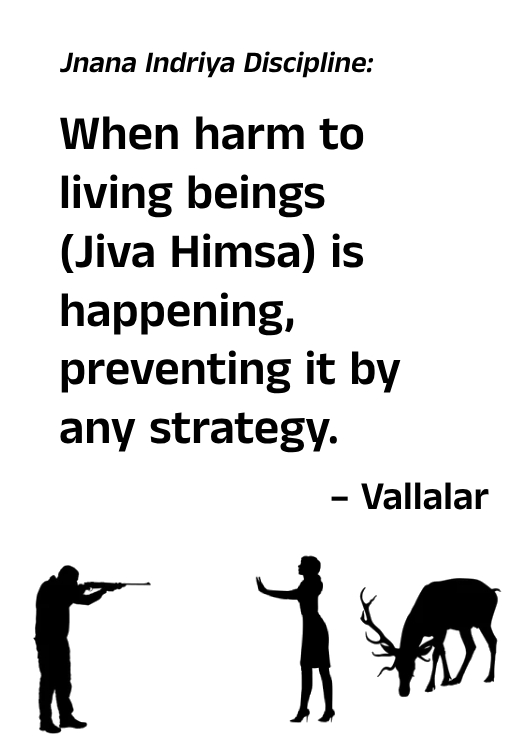 Jnana Indriya Discipline:
When harm to
living beings
(Jiva Himsa) is
happening,
preventing it by
any strategy.
– Vallalar